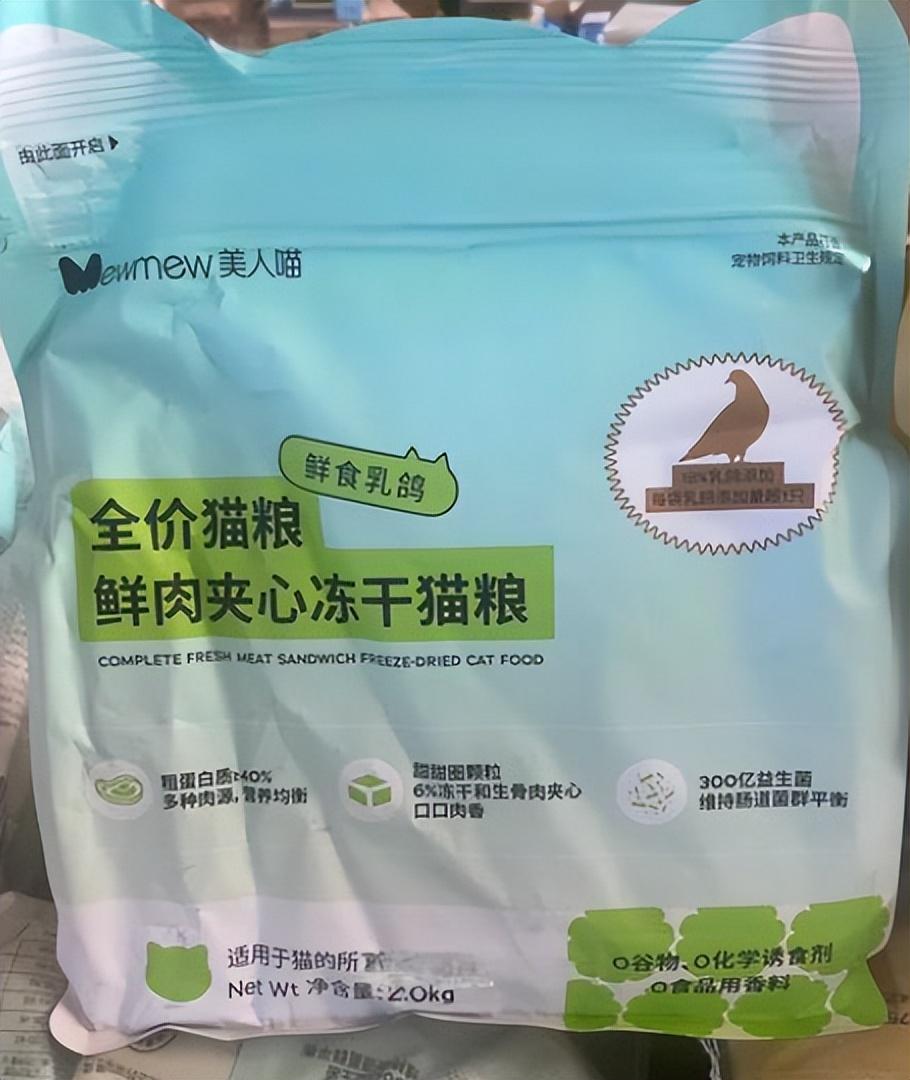 由此面开启
Mewmew 美人喵
本产品
宠物饲料卫生规定
鲜食乳鸽
全价猫粮
鲜肉夹心冻干猫粮
COMPLETE FRESH MEAT SANDWICH FREEZE-DRIED CAT FOOD
粗蛋白质≥40%
多种肉源,营养均衡
甜甜圈颗粒
6%冻干和生骨肉夹心
口口肉香
300亿益生菌
维持肠道菌群平衡
适用于猫的所
Net Wt 净含量:2.0kg
0谷物、0化学诱食剂
0食品用香料